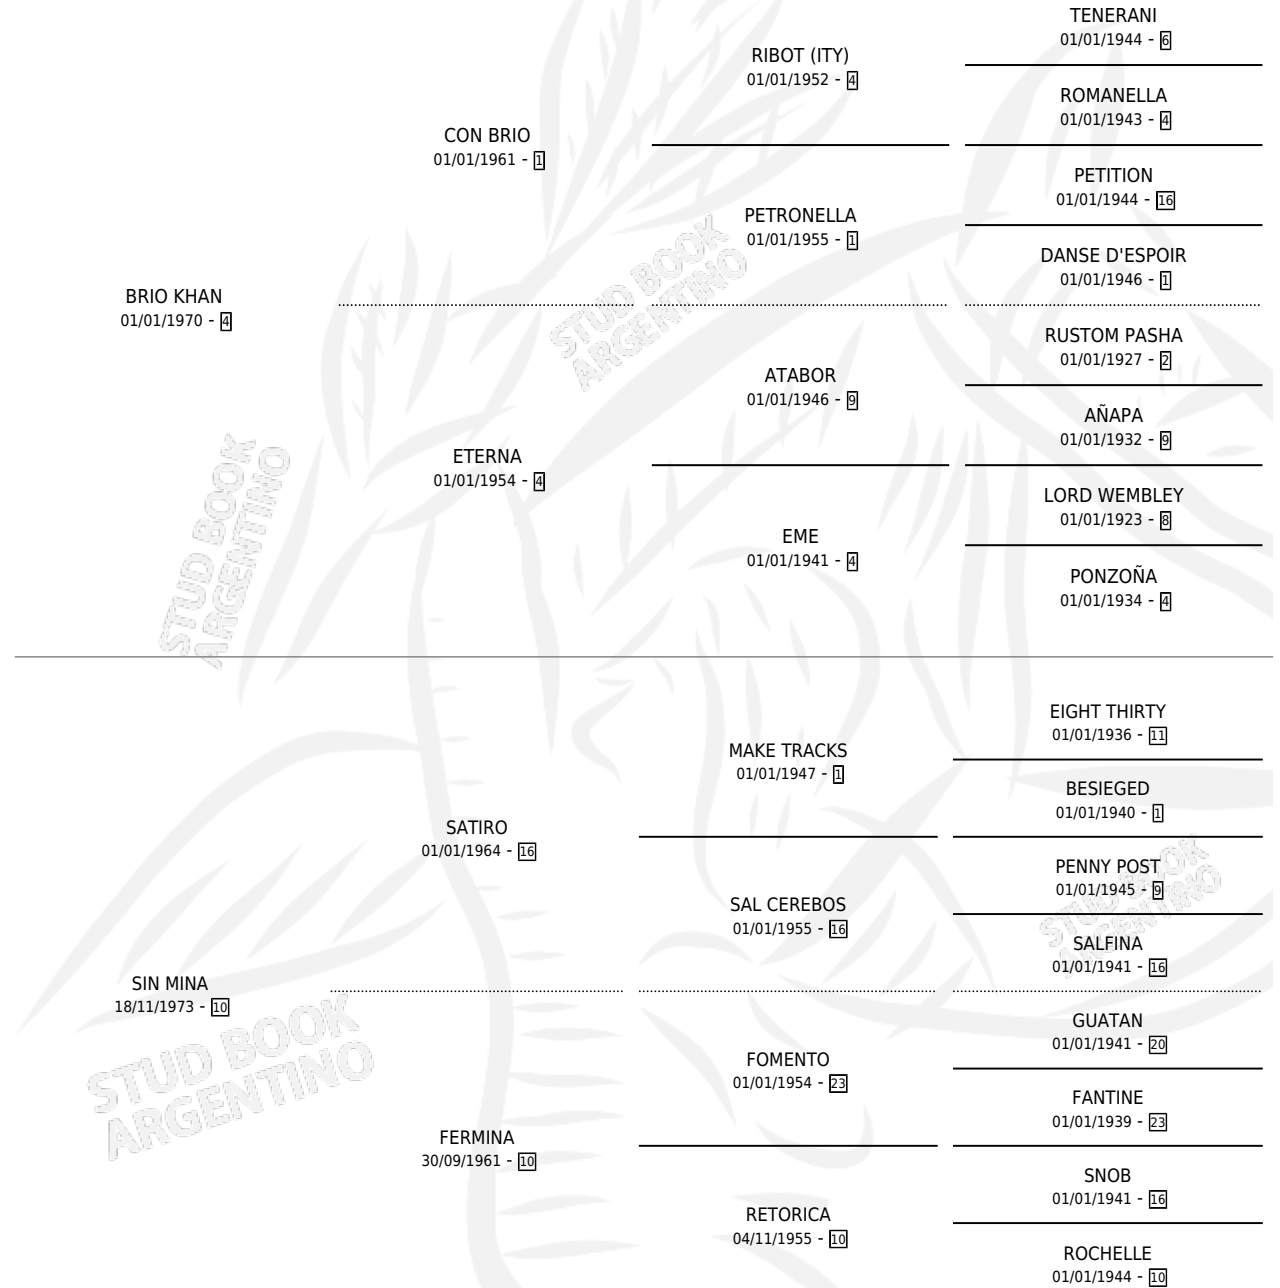 TENERANI
01/01/1944 - 6
RIBOT (ITY)
01/01/1952 - 4
ROMANELLA
01/01/1943 - 4
CON BRIO
01/01/1961 - 1
PETITION
01/01/1944 - 16
PETRONELLA
01/01/1955 - 1
DANSE D'ESPOIR
01/01/1946 - 1
BRIO KHAN
01/01/1970 - 4
STUD BOOK
ARGENTINO
RUSTOM PASHA
01/01/1927 - 2
ATABOR
01/01/1946 - 9
AÑAPA
01/01/1932 - 9
ETERNA
01/01/1954 - 4
LORD WEMBLEY
01/01/1923 - 8
EME
01/01/1941 - 4
PONZOÑA
01/01/1934 - 4
STUD BOOK
ARGENTINO
EIGHT THIRTY
01/01/1936 - 11
MAKE TRACKS
01/01/1947 - 1
BESIEGED
01/01/1940 - 1
SATIRO
01/01/1964 - 16
PENNY POST
01/01/1945 - 9
SAL CEREBOS
01/01/1955 - 16
SALFINA
01/01/1941 - 16
STUD BOOK
ARGENTINO
SIN MINA
18/11/1973 - 10
GUATAN
01/01/1941 - 20
FOMENTO
01/01/1954 - 23
FANTINE
01/01/1939 - 23
STUD BOOK
ARGENTINO
FERMINA
30/09/1961 - 10
SNOB
01/01/1941 - 16
RETORICA
04/11/1955 - 10
ROCHELLE
01/01/1944 - 10